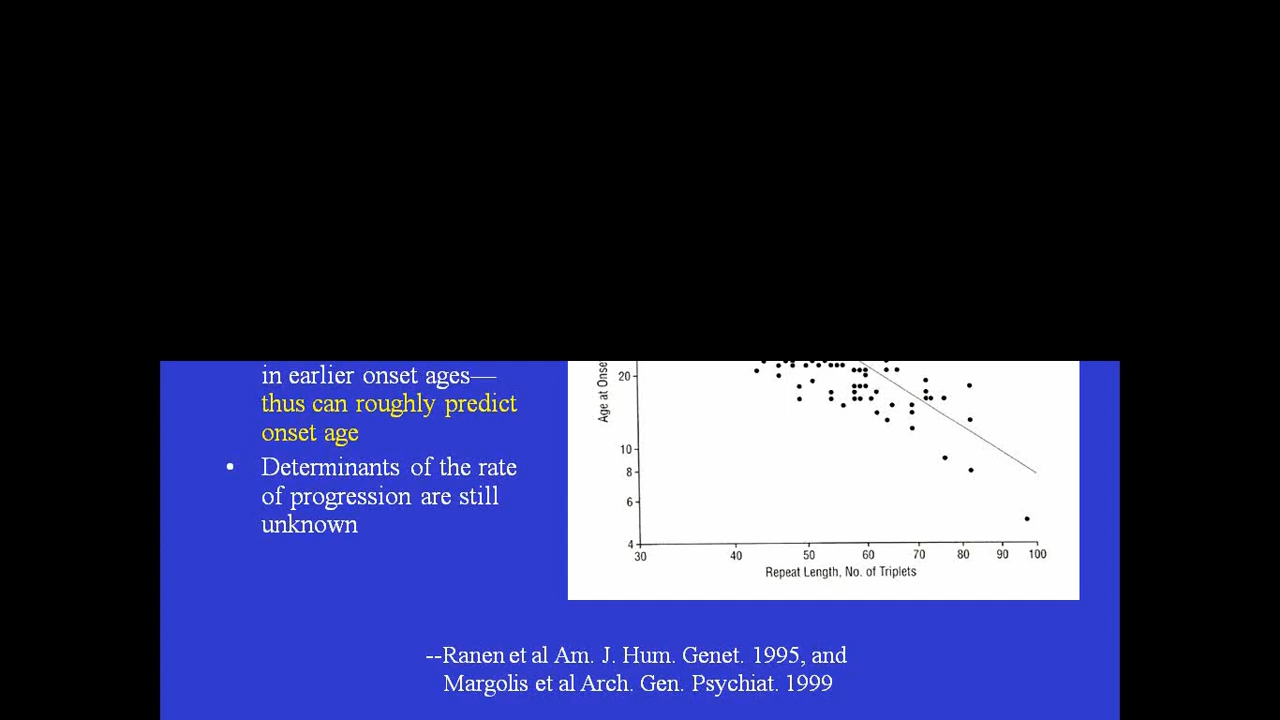 in earlier onset ages—
thus can roughly predict
onset age
• Determinants of the rate
of progression are still
unknown
Age at Onse
20
10
8
6
4
30 40 50 60 70 80 90 100
Repeat Length, No. of Triplets
--Ranen et al Am. J. Hum. Genet. 1995, and
Margolis et al Arch. Gen. Psychiat. 1999